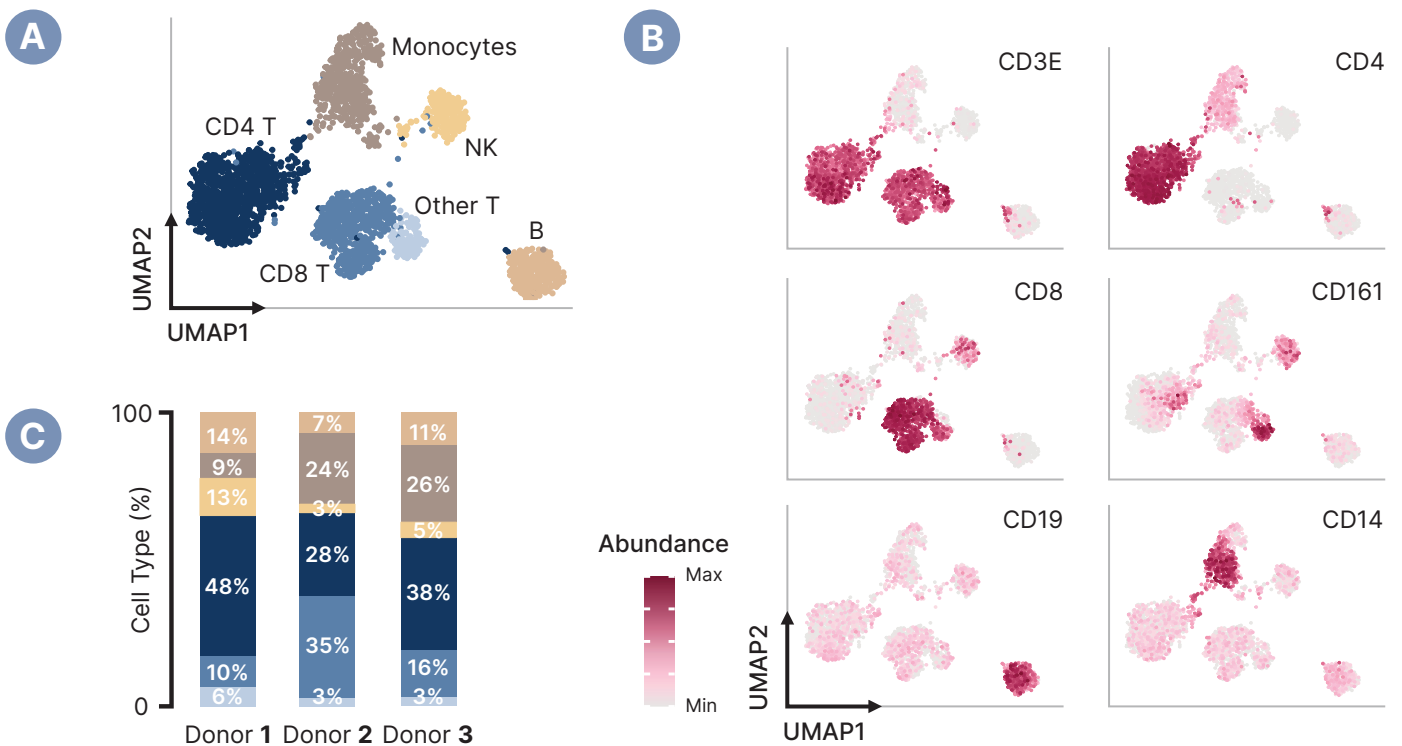 A
Monocytes
CD4 T
NK
Other T
B
CD8 T
UMAP2
UMAP1
B
CD3E
CD4
CD8
CD161
CD19
CD14
Abundance
Max
Min
UMAP2
UMAP1
C
100
Cell Type (%)
0
14%
9%
13%
48%
10%
6%
7%
24%
3%
28%
35%
3%
11%
26%
5%
38%
16%
3%
Donor 1 Donor 2 Donor 3